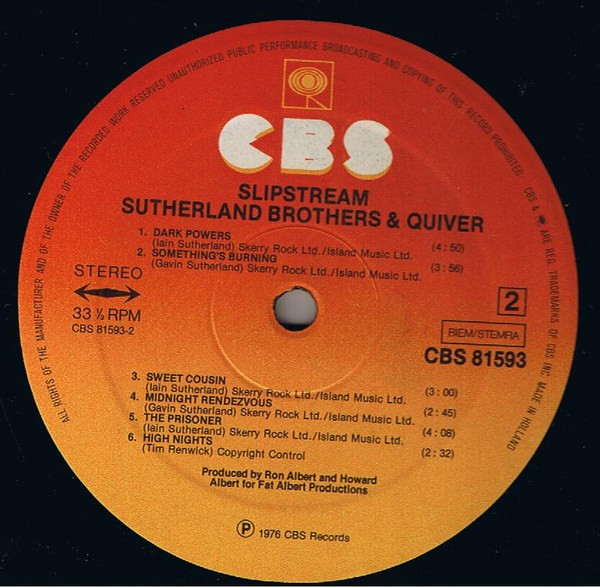 ALL RIGHTS OF THE MANUFACTURER AND OF THE OWNER OF THE RECORDED WORK RESERVED UNAUTHORIZED PUBLIC PERFORMANCE BROADCASTING AND COPYING OF THIS RECORD PROHIBITED CBS & ARE REG. TRADEMARKS OF CBS INC. MADE IN HOLLAND
CBS
SLIPSTREAM
SUTHERLAND BROTHERS & QUIVER
1. DARK POWERS
(Iain Sutherland) Skerry Rock Ltd./Island Music Ltd. (4:50)
2. SOMETHING'S BURNING
(Gavin Sutherland) Skerry Rock Ltd./Island Music Ltd. (3:56)
STEREO
33 ⅓ RPM
CBS 81593-2
2
BIEM/STEMRA
CBS 81593
3. SWEET COUSIN
(Iain Sutherland) Skerry Rock Ltd./Island Music Ltd. (3:00)
4. MIDNIGHT RENDEZVOUS
(Gavin Sutherland) Skerry Rock Ltd./Island Music Ltd. (2:45)
5. THE PRISONER
(Iain Sutherland) Skerry Rock Ltd./Island Music Ltd. (4:08)
6. HIGH NIGHTS
(Tim Renwick) Copyright Control (2:32)
Produced by Ron Albert and Howard
Albert for Fat Albert Productions
℗ 1976 CBS Records